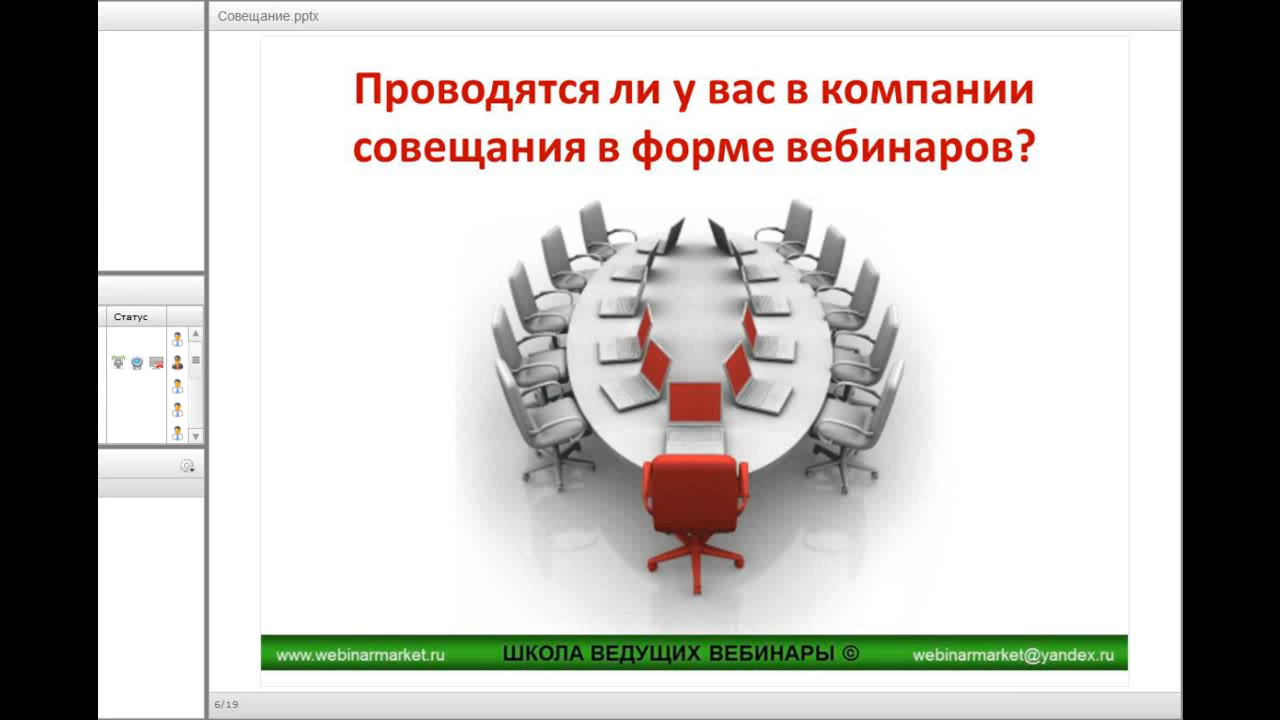 Совещание.pptx
Проводятся ли у вас в компании
совещания в форме вебинаров?
Статус
www.webinarmarket.ru ШКОЛА ВЕДУЩИХ ВЕБИНАРЫ © webinarmarket@yandex.ru
6/19